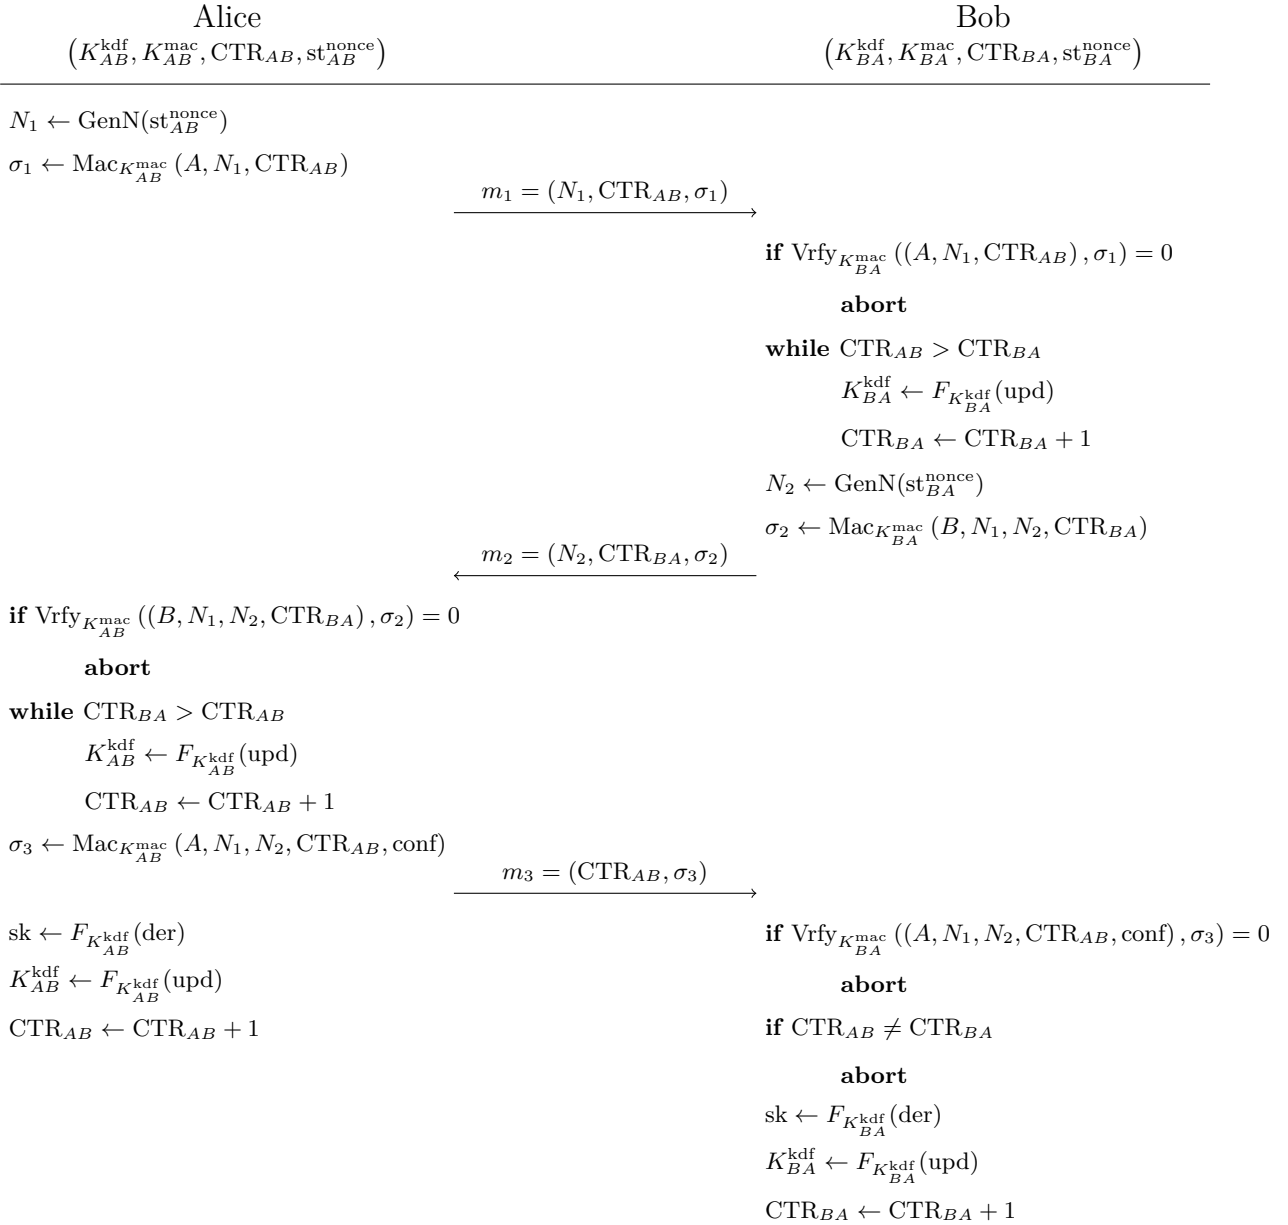 Alice
Bob
(K_{AB}^{kdf}, K_{AB}^{mac}, CTR_{AB}, st_{AB}^{nonce})
(K_{BA}^{kdf}, K_{BA}^{mac}, CTR_{BA}, st_{BA}^{nonce})
N_1 ← GenN(st_{AB}^{nonce})
σ_1 ← Mac_{K_{AB}^{mac}} (A, N_1, CTR_{AB})
m_1 = (N_1, CTR_{AB}, σ_1)
if Vrfy_{K_{BA}^{mac}} ((A, N_1, CTR_{AB}), σ_1) = 0
abort
while CTR_{AB} > CTR_{BA}
K_{BA}^{kdf} ← F_{K_{BA}^{kdf}}(upd)
CTR_{BA} ← CTR_{BA} + 1
N_2 ← GenN(st_{BA}^{nonce})
σ_2 ← Mac_{K_{BA}^{mac}} (B, N_1, N_2, CTR_{BA})
m_2 = (N_2, CTR_{BA}, σ_2)
if Vrfy_{K_{AB}^{mac}} ((B, N_1, N_2, CTR_{BA}), σ_2) = 0
abort
while CTR_{BA} > CTR_{AB}
K_{AB}^{kdf} ← F_{K_{AB}^{kdf}}(upd)
CTR_{AB} ← CTR_{AB} + 1
σ_3 ← Mac_{K_{AB}^{mac}} (A, N_1, N_2, CTR_{AB}, conf)
m_3 = (CTR_{AB}, σ_3)
sk ← F_{K_{AB}^{kdf}}(der)
K_{AB}^{kdf} ← F_{K_{AB}^{kdf}}(upd)
CTR_{AB} ← CTR_{AB} + 1
if Vrfy_{K_{BA}^{mac}} ((A, N_1, N_2, CTR_{AB}, conf), σ_3) = 0
abort
if CTR_{AB} ≠ CTR_{BA}
abort
sk ← F_{K_{BA}^{kdf}}(der)
K_{BA}^{kdf} ← F_{K_{BA}^{kdf}}(upd)
CTR_{BA} ← CTR_{BA} + 1